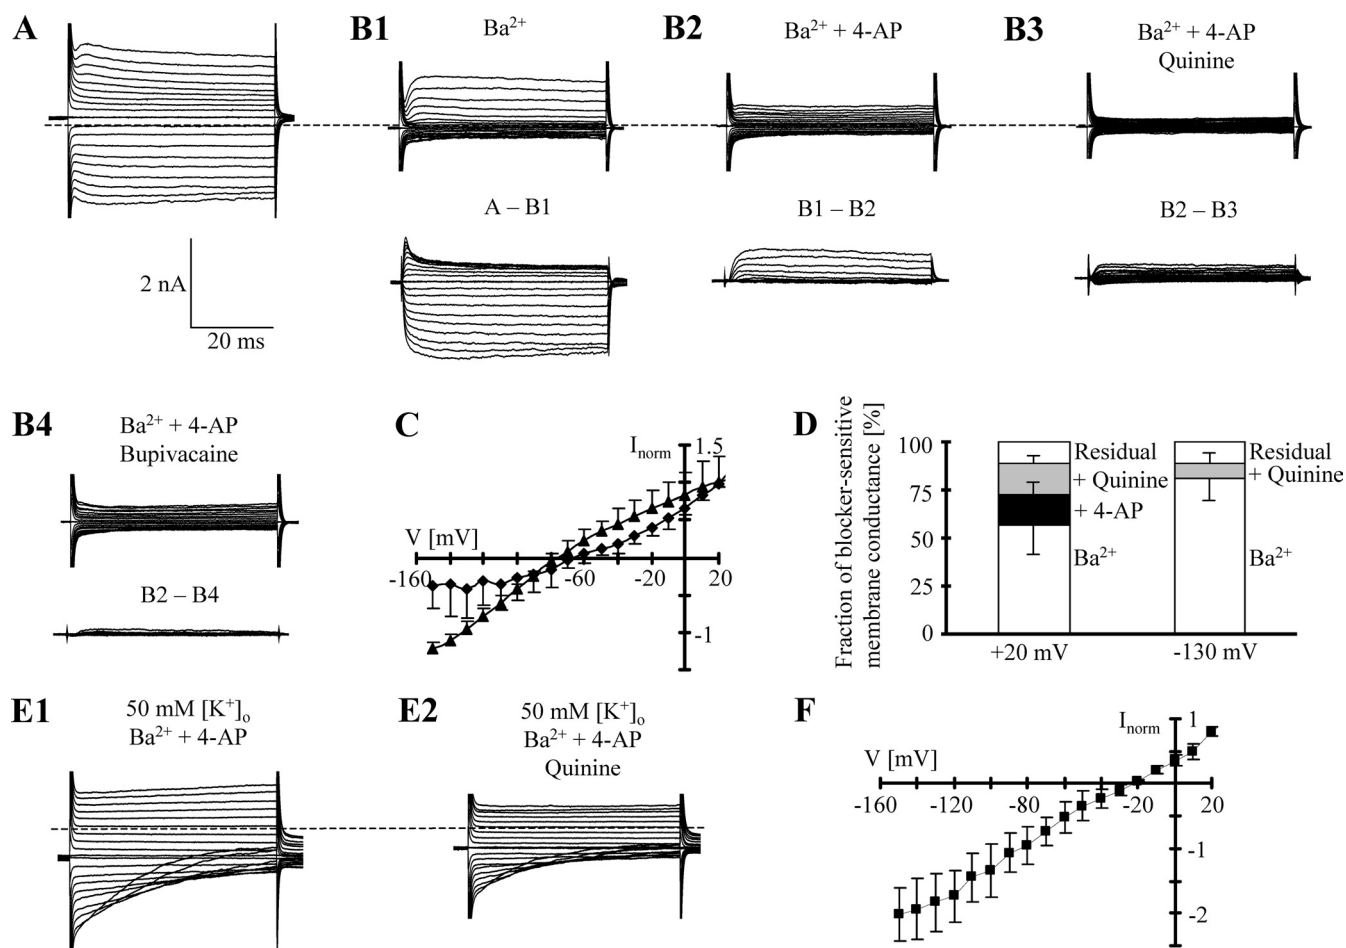 A
B1
Ba²⁺
B2
Ba²⁺ + 4-AP
B3
Ba²⁺ + 4-AP
Quinine
A – B1
B1 – B2
B2 – B3
2 nA
20 ms
B4
Ba²⁺ + 4-AP
Bupivacaine
B2 – B4
C
Iₙₒᵣₘ
1.5
V [mV]
-160
-60
-20
20
-1
D
Fraction of blocker-sensitive
membrane conductance [%]
100
75
50
25
0
Residual
+ Quinine
+ 4-AP
Ba²⁺
Residual
+ Quinine
Ba²⁺
+20 mV
-130 mV
E1
50 mM [K⁺]ₒ
Ba²⁺ + 4-AP
E2
50 mM [K⁺]ₒ
Ba²⁺ + 4-AP
Quinine
F
Iₙₒᵣₘ
1
V [mV]
-160
-120
-80
-40
20
-1
-2